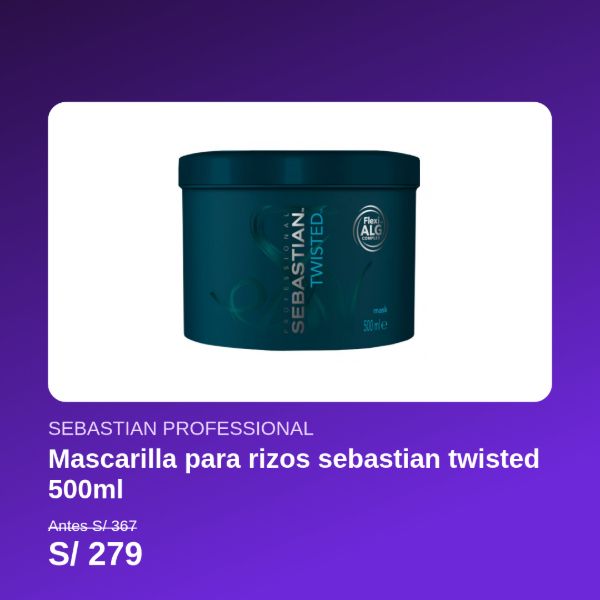 PROFESSIONAL
SEBASTIAN
TWISTED
Flexi
ALG
COMPLEX
mask
500 ml e
SEBASTIAN PROFESSIONAL
Mascarilla para rizos sebastian twisted
500ml
Antes S/ 367
S/ 279